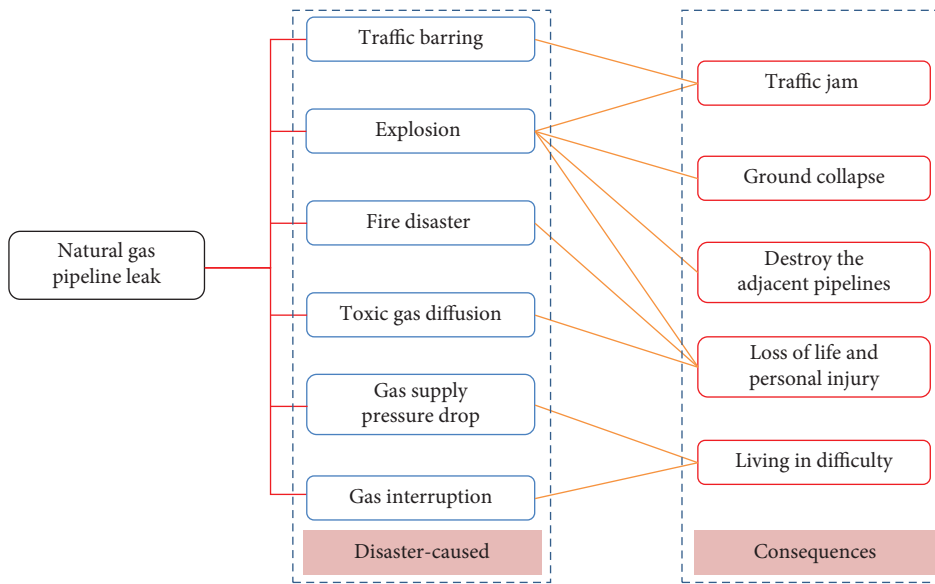 Natural gas
pipeline leak
Traffic barring
Explosion
Fire disaster
Toxic gas diffusion
Gas supply
pressure drop
Gas interruption
Disaster-caused
Traffic jam
Ground collapse
Destroy the
adjacent pipelines
Loss of life and
personal injury
Living in difficulty
Consequences